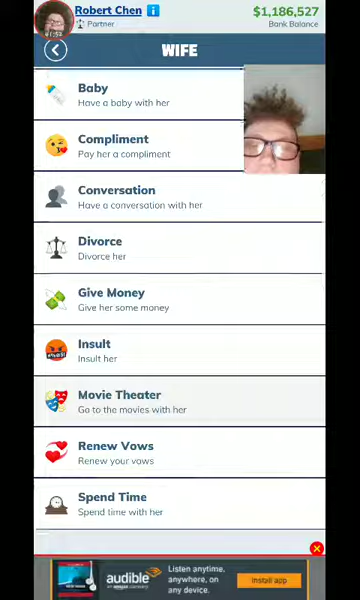 Robert Chen
$1,186,527
Partner
Bank Balance
WIFE
Baby
Have a baby with her
Compliment
Pay her a compliment
Conversation
Have a conversation with her
Divorce
Divorce her
Give Money
Give her some money
Insult
Insult her
Movie Theater
Go to the movies with her
Renew Vows
Renew your vows
Spend Time
Spend time with her
audible
Listen anytime,
anywhere, on
any device.
Install app